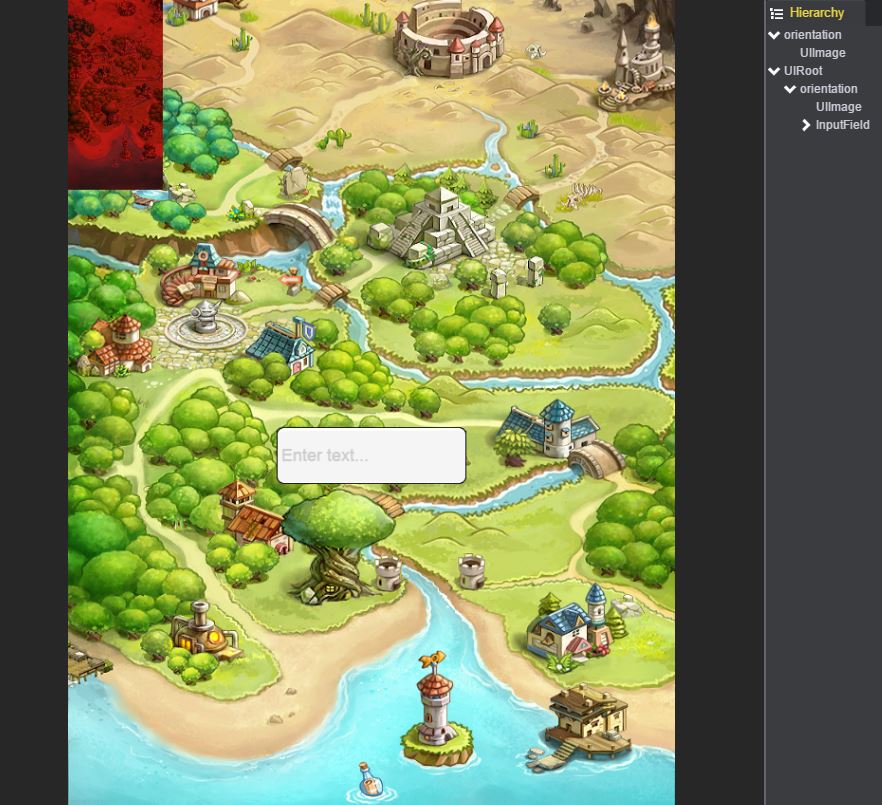 Hierarchy
orientation
UIImage
UIRoot
orientation
UIImage
InputField
Enter text...